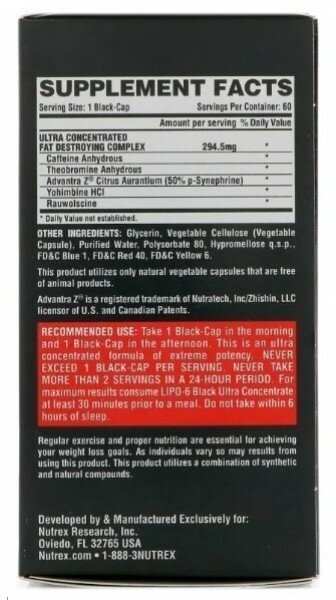 SUPPLEMENT FACTS
Serving Size: 1 Black-Cap Servings Per Container: 60
Amount per serving % Daily Value
ULTRA CONCENTRATED
FAT DESTROYING COMPLEX 294.5mg *
Caffeine Anhydrous *
Theobromine Anhydrous *
Advantra Z® Citrus Aurantium (50% p-Synephrine) *
Yohimbine HCl *
Rauwolscine *
* Daily Value not established.
OTHER INGREDIENTS: Glycerin, Vegetable Cellulose (Vegetable
Capsule), Purified Water, Polysorbate 80, Hypromellose q.s.p.,
FD&C Blue 1, FD&C Red 40, FD&C Yellow 6.
This product utilizes only natural vegetable capsules that are free
of animal products.
Advantra Z® is a registered trademark of Nutratech, Inc/Zhishin, LLC
licensor of U.S. and Canadian Patents.
RECOMMENDED USE: Take 1 Black-Cap in the morning
and 1 Black-Cap in the afternoon. This is an ultra
concentrated formula of extreme potency. NEVER
EXCEED 1 BLACK-CAP PER SERVING. NEVER TAKE
MORE THAN 2 SERVINGS IN A 24-HOUR PERIOD. For
maximum results consume LIPO-6 Black Ultra Concentrate
at least 30 minutes prior to a meal. Do not take within 6
hours of sleep.
Regular exercise and proper nutrition are essential for achieving
your weight loss goals. As individuals vary so may results from
using this product. This product utilizes a combination of synthetic
and natural compounds.
Developed by & Manufactured Exclusively for:
Nutrex Research, Inc.
Oviedo, FL 32765 USA
Nutrex.com • 1-888-3NUTREX